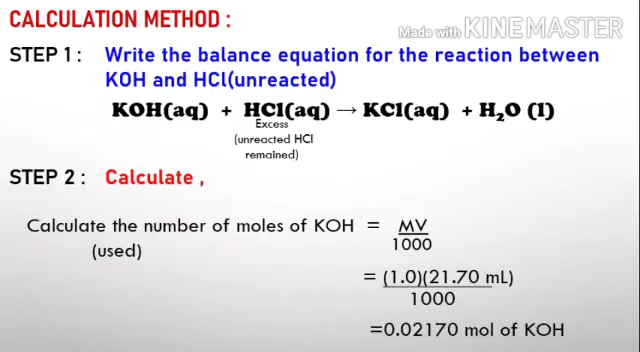 CALCULATION METHOD :
Made with KINEMASTER
STEP 1 : Write the balance equation for the reaction between
KOH and HCl(unreacted)
KOH(aq) + HCl(aq) → KCl(aq) + H₂O (l)
Excess
(unreacted HCl
remained)
STEP 2 : Calculate ,
Calculate the number of moles of KOH = MV
(used) 1000
= (1.0)(21.70 mL)
1000
=0.02170 mol of KOH